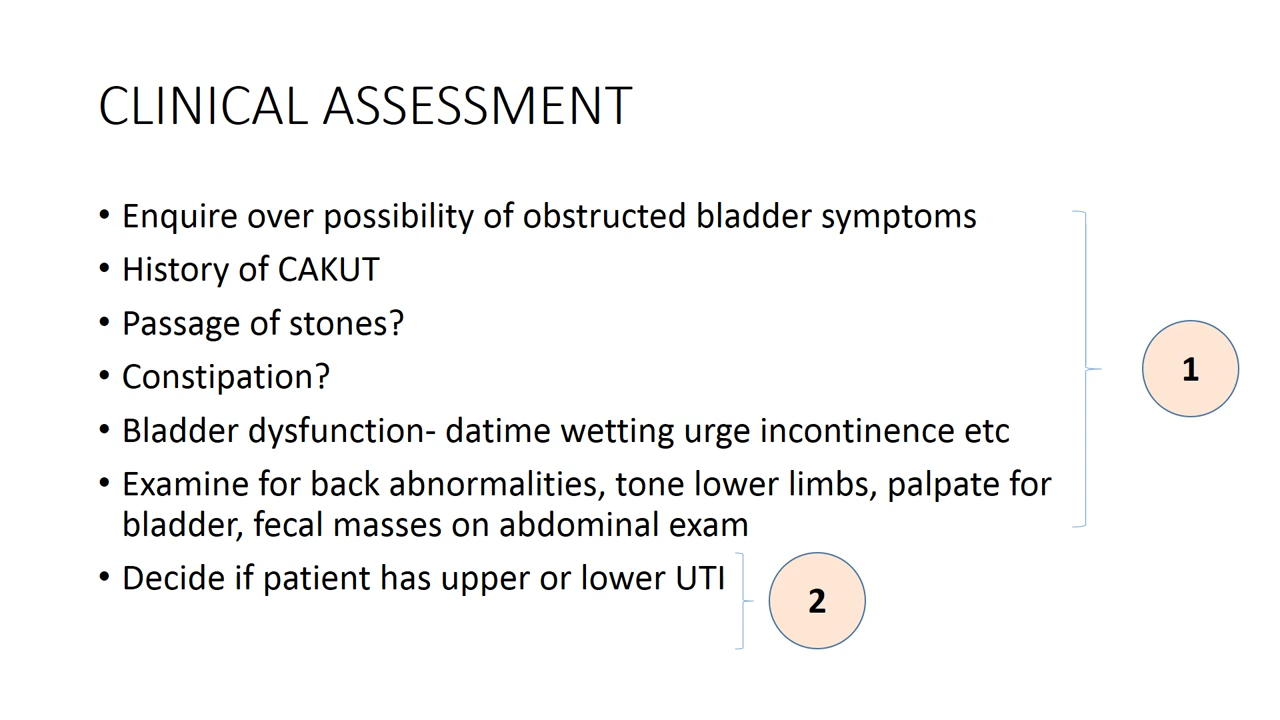 CLINICAL ASSESSMENT
• Enquire over possibility of obstructed bladder symptoms
• History of CAKUT
• Passage of stones?
• Constipation?
• Bladder dysfunction- datime wetting urge incontinence etc
• Examine for back abnormalities, tone lower limbs, palpate for
bladder, fecal masses on abdominal exam
1
• Decide if patient has upper or lower UTI
2